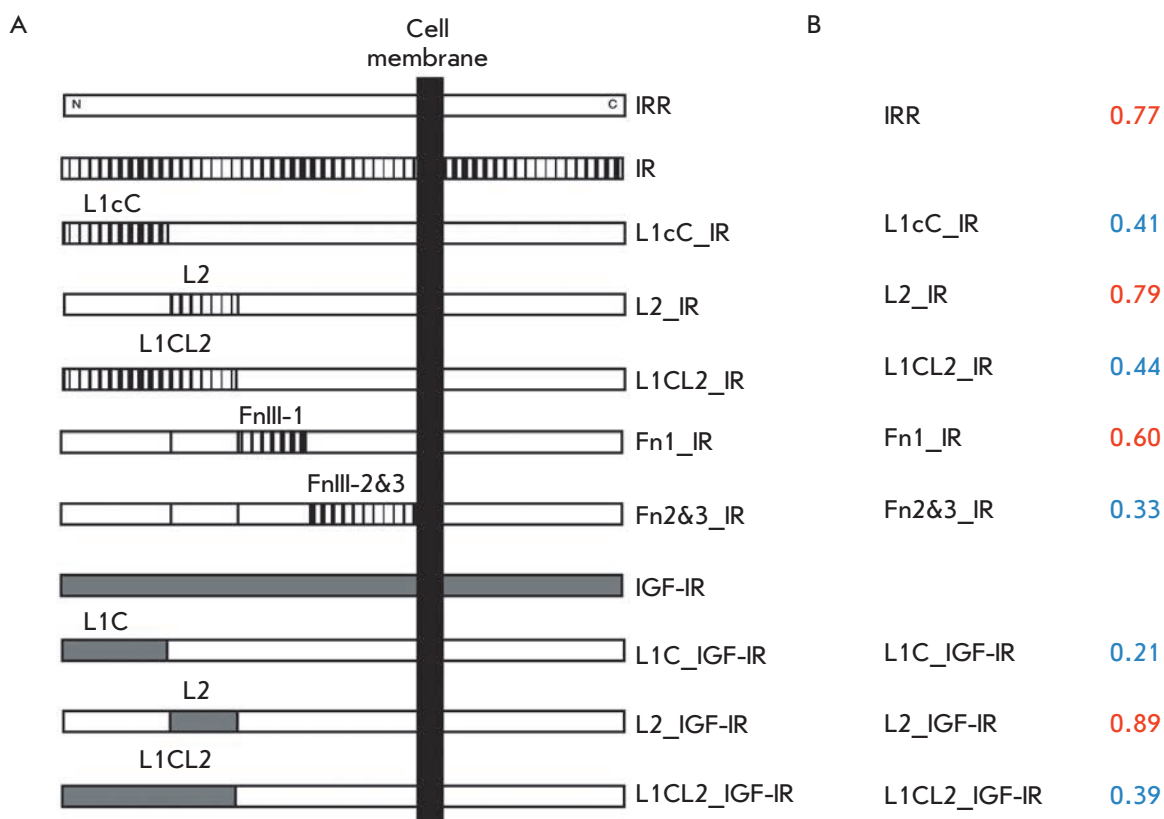 A
B
Cell
membrane
N
C
IRR
IRR 0.77
IR
L1cC
L1cC_IR
L1cC_IR 0.41
L2
L2_IR
L2_IR 0.79
L1CL2
L1CL2_IR
L1CL2_IR 0.44
FnIII-1
Fn1_IR
Fn1_IR 0.60
FnIII-2&3
Fn2&3_IR
Fn2&3_IR 0.33
IGF-IR
L1C
L1C_IGF-IR
L1C_IGF-IR 0.21
L2
L2_IGF-IR
L2_IGF-IR 0.89
L1CL2
L1CL2_IGF-IR
L1CL2_IGF-IR 0.39